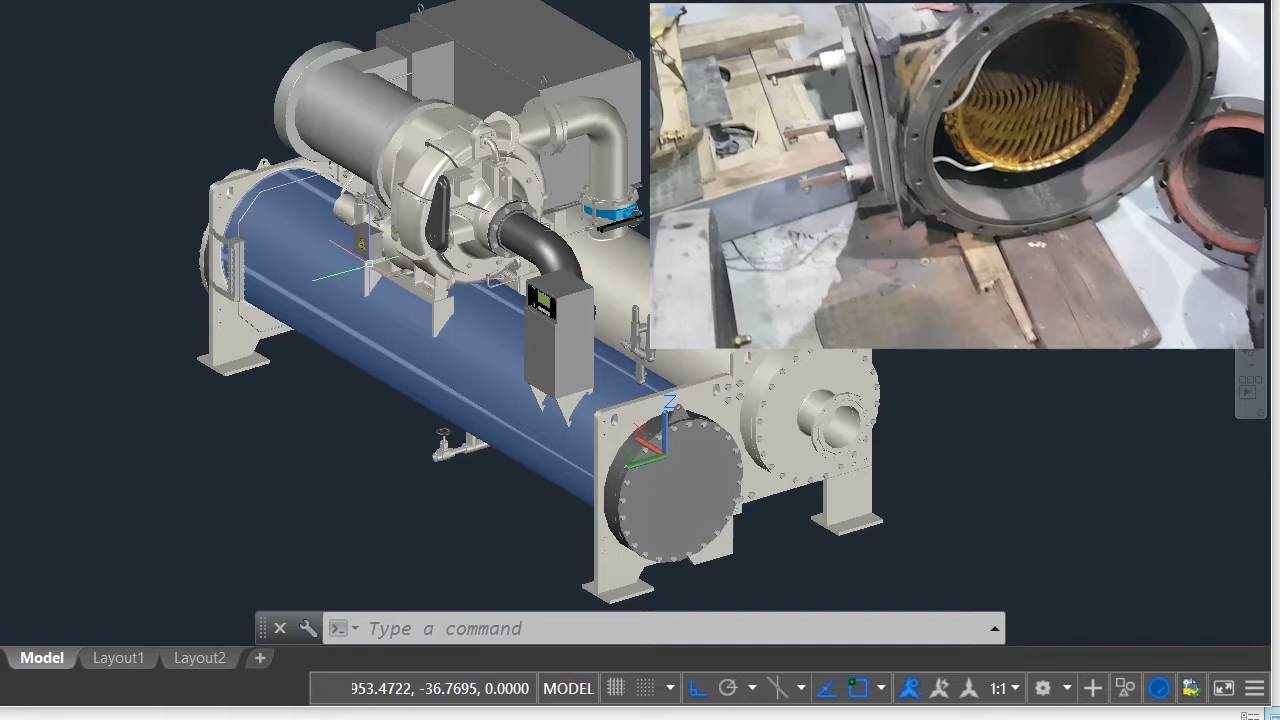 Z
Type a command
Model Layout1 Layout2 +
953.4722, -36.7695, 0.0000 MODEL 1:1